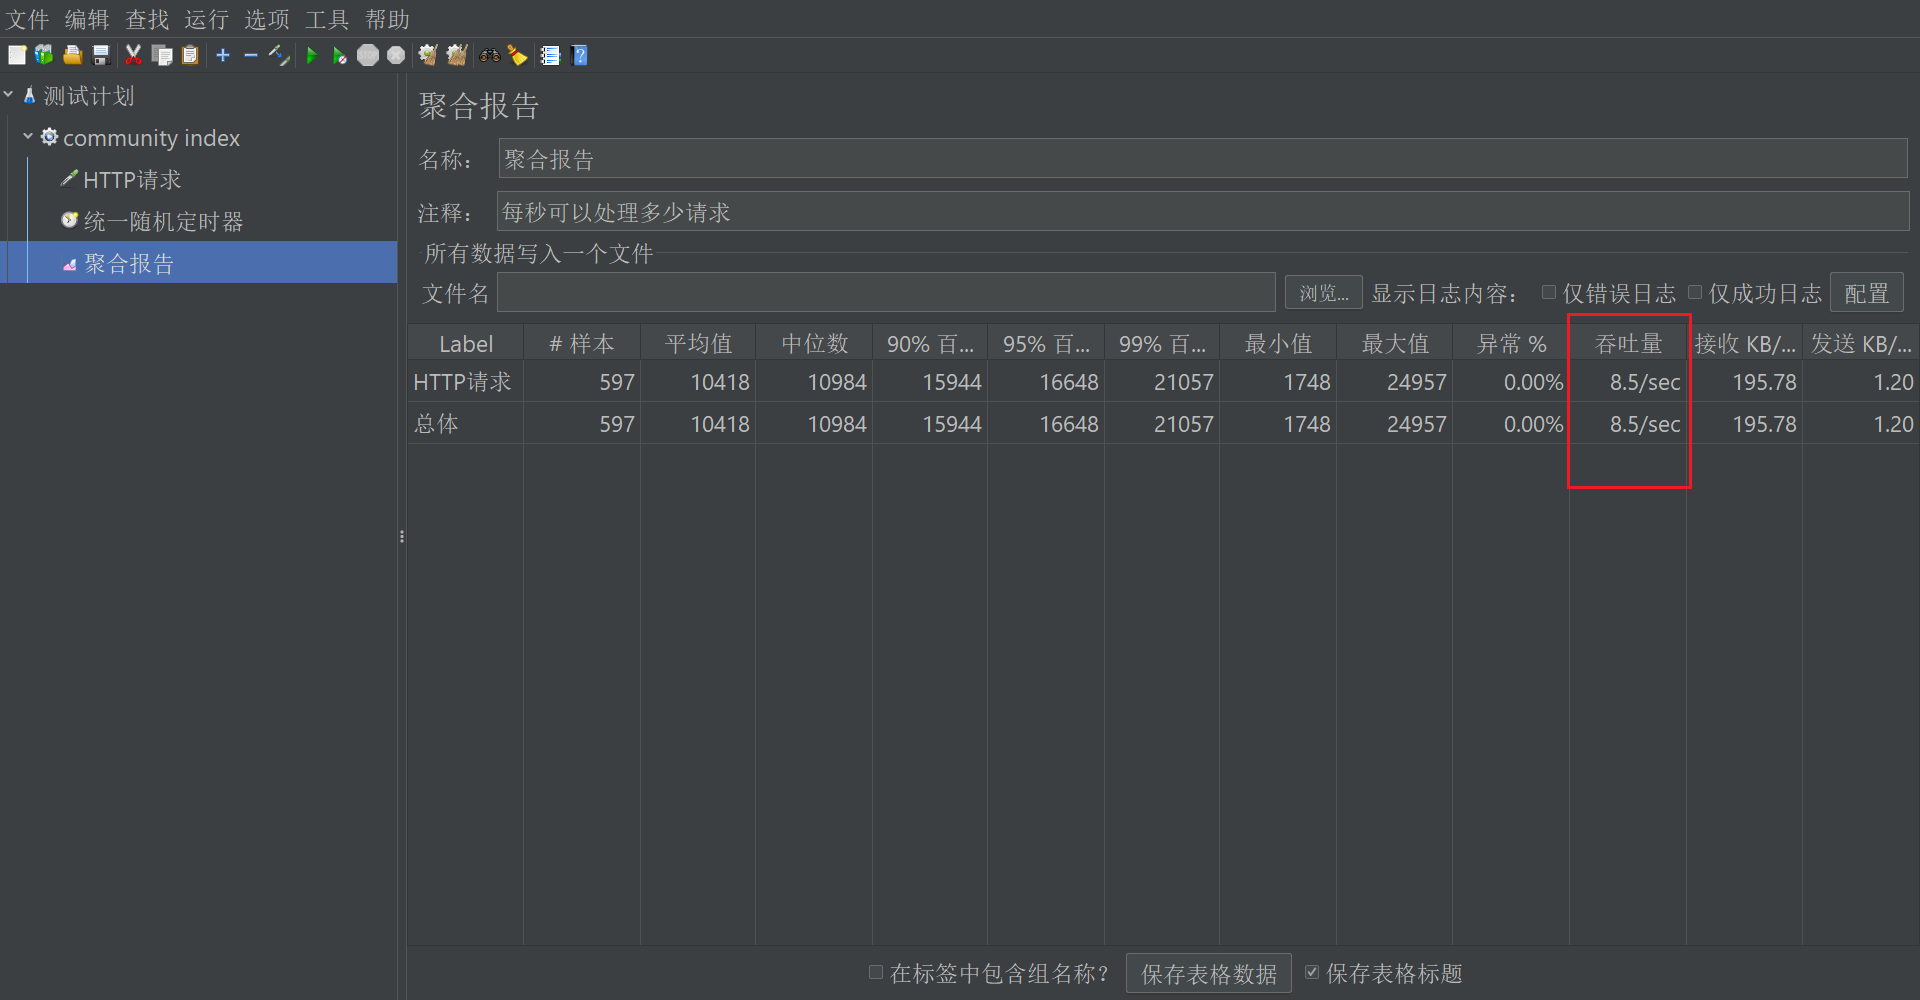 文件 编辑 查找 运行 选项 工具 帮助
测试计划
community index
HTTP请求
统一随机定时器
聚合报告
聚合报告
名称： 聚合报告
注释： 每秒可以处理多少请求
所有数据写入一个文件
文件名 浏览... 显示日志内容： 仅错误日志 仅成功日志 配置
Label # 样本 平均值 中位数 90% 百... 95% 百... 99% 百... 最小值 最大值 异常 % 吞吐量 接收 KB/... 发送 KB/...
HTTP请求 597 10418 10984 15944 16648 21057 1748 24957 0.00% 8.5/sec 195.78 1.20
总体 597 10418 10984 15944 16648 21057 1748 24957 0.00% 8.5/sec 195.78 1.20
在标签中包含组名称？ 保存表格数据 保存表格标题